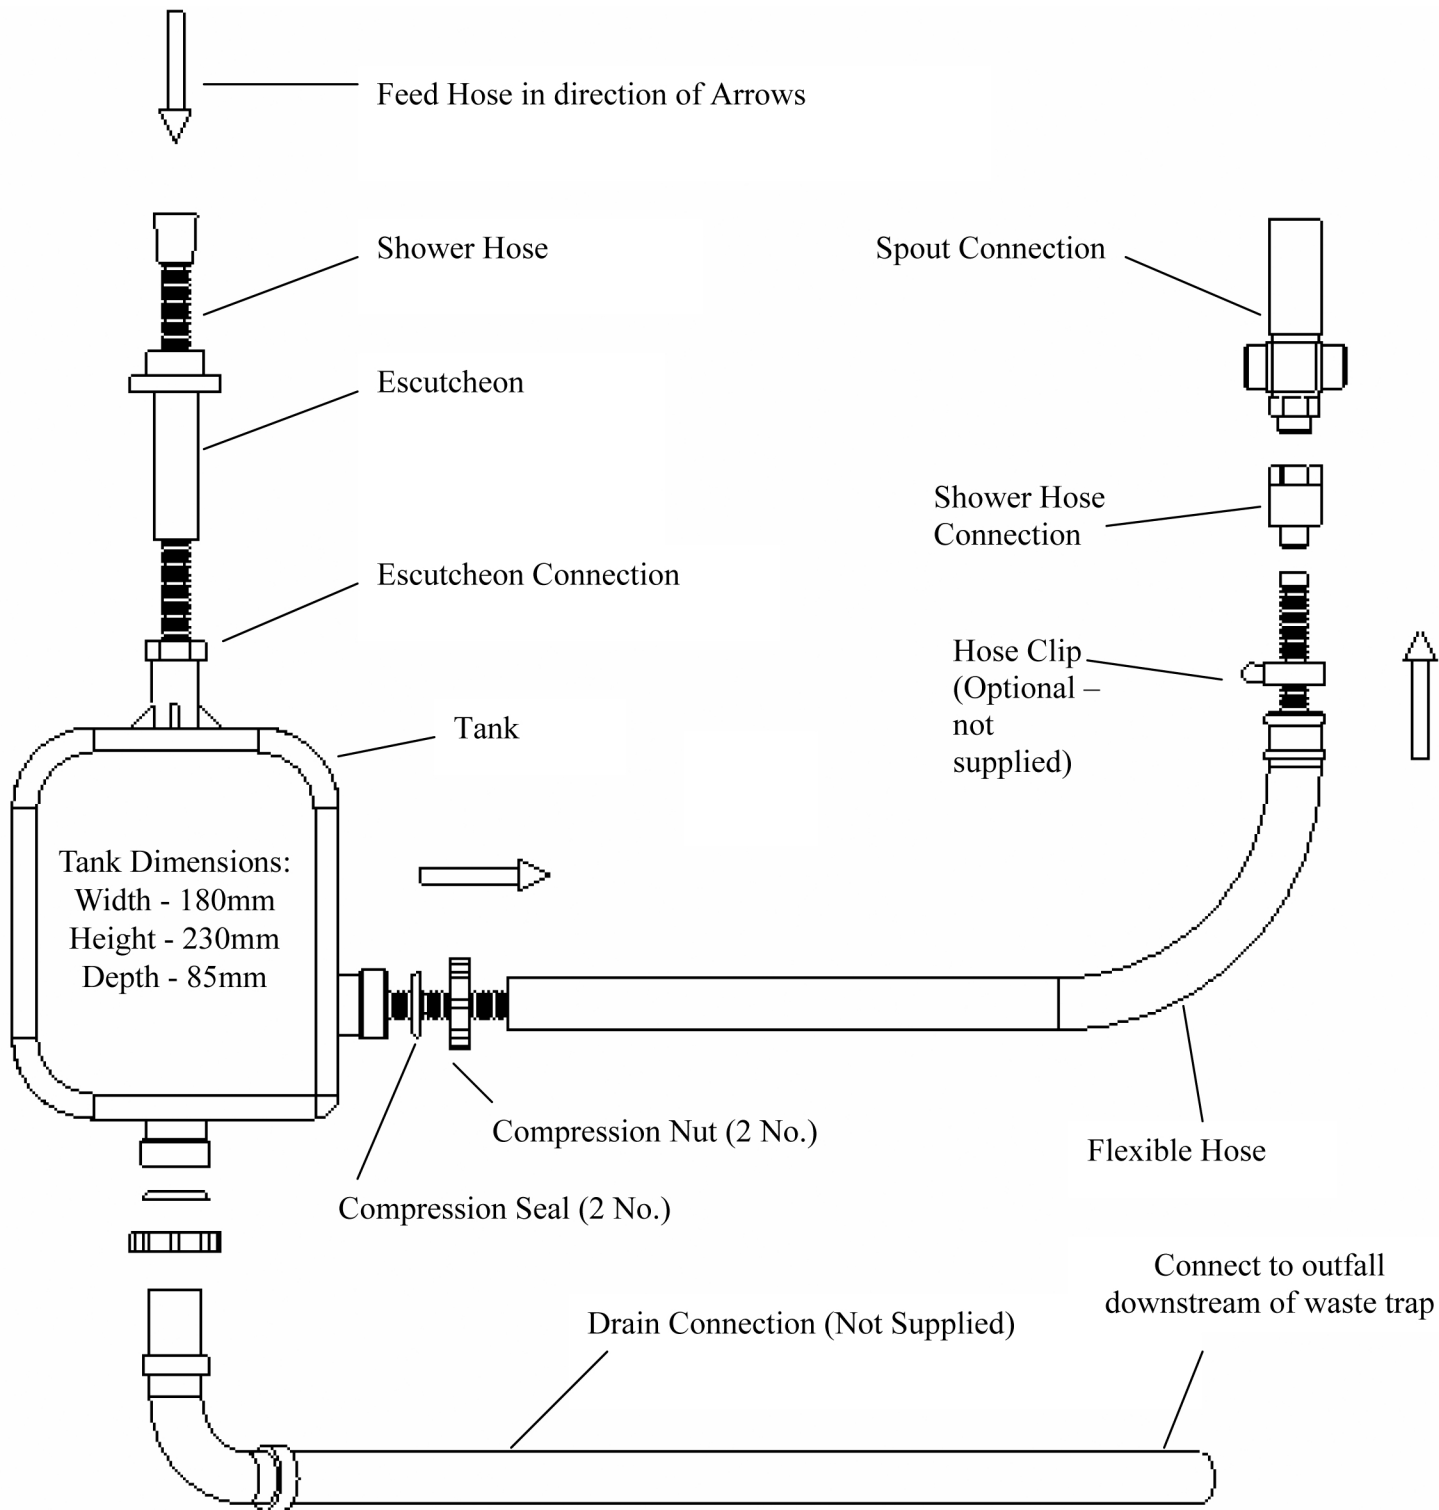 Feed Hose in direction of Arrows
Shower Hose
Spout Connection
Escutcheon
Shower Hose
Connection
Escutcheon Connection
Hose Clip
(Optional –
not
supplied)
Tank
Tank Dimensions:
Width - 180mm
Height - 230mm
Depth - 85mm
Compression Nut (2 No.)
Flexible Hose
Compression Seal (2 No.)
Connect to outfall
downstream of waste trap
Drain Connection (Not Supplied)